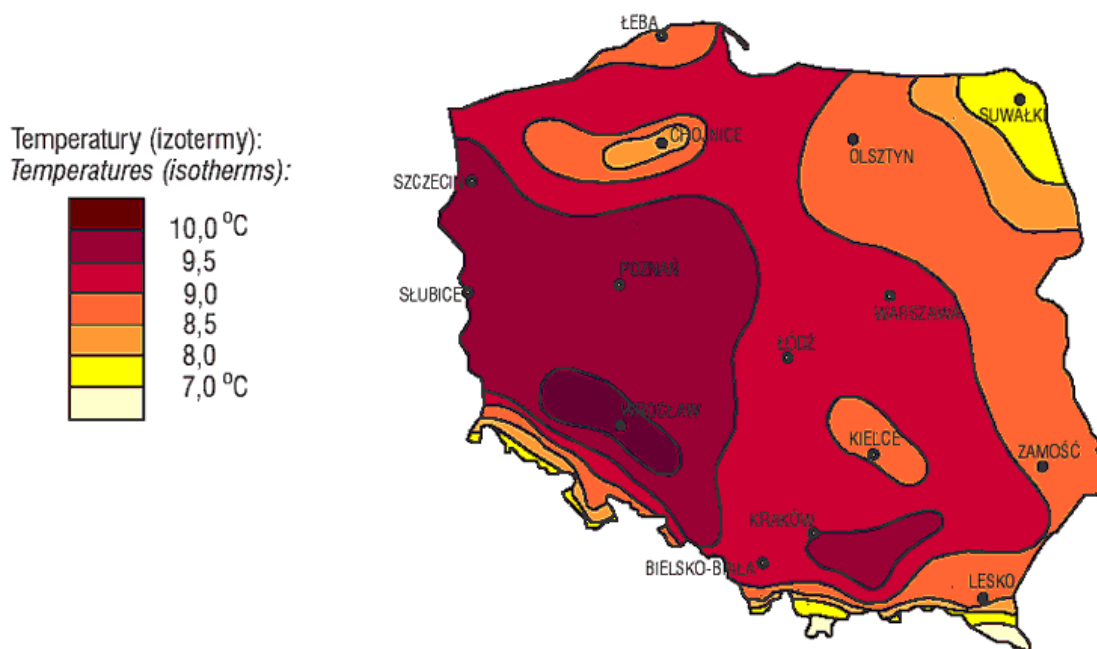 Temperatury (izotermy):
Temperatures (isotherms):
10,0 °C
9,5
9,0
8,5
8,0
7,0 °C
ŁEBA
SUWAŁKI
CHOJNICE
OLSZTYN
SZCZECIN
POZNAŃ
SŁUBICE
WARSZAWA
ŁÓDŹ
WROCŁAW
KIELCE
ZAMOŚĆ
KRAKÓW
BIELSKO-BIAŁA
LESKO